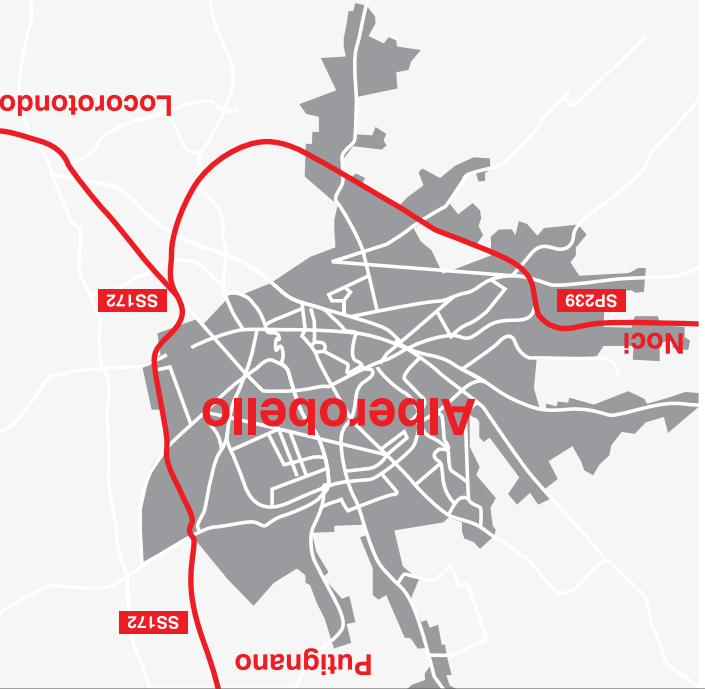 Putignano
SS172
Alberobello
Noci
SP239
SS172
Locorotondo